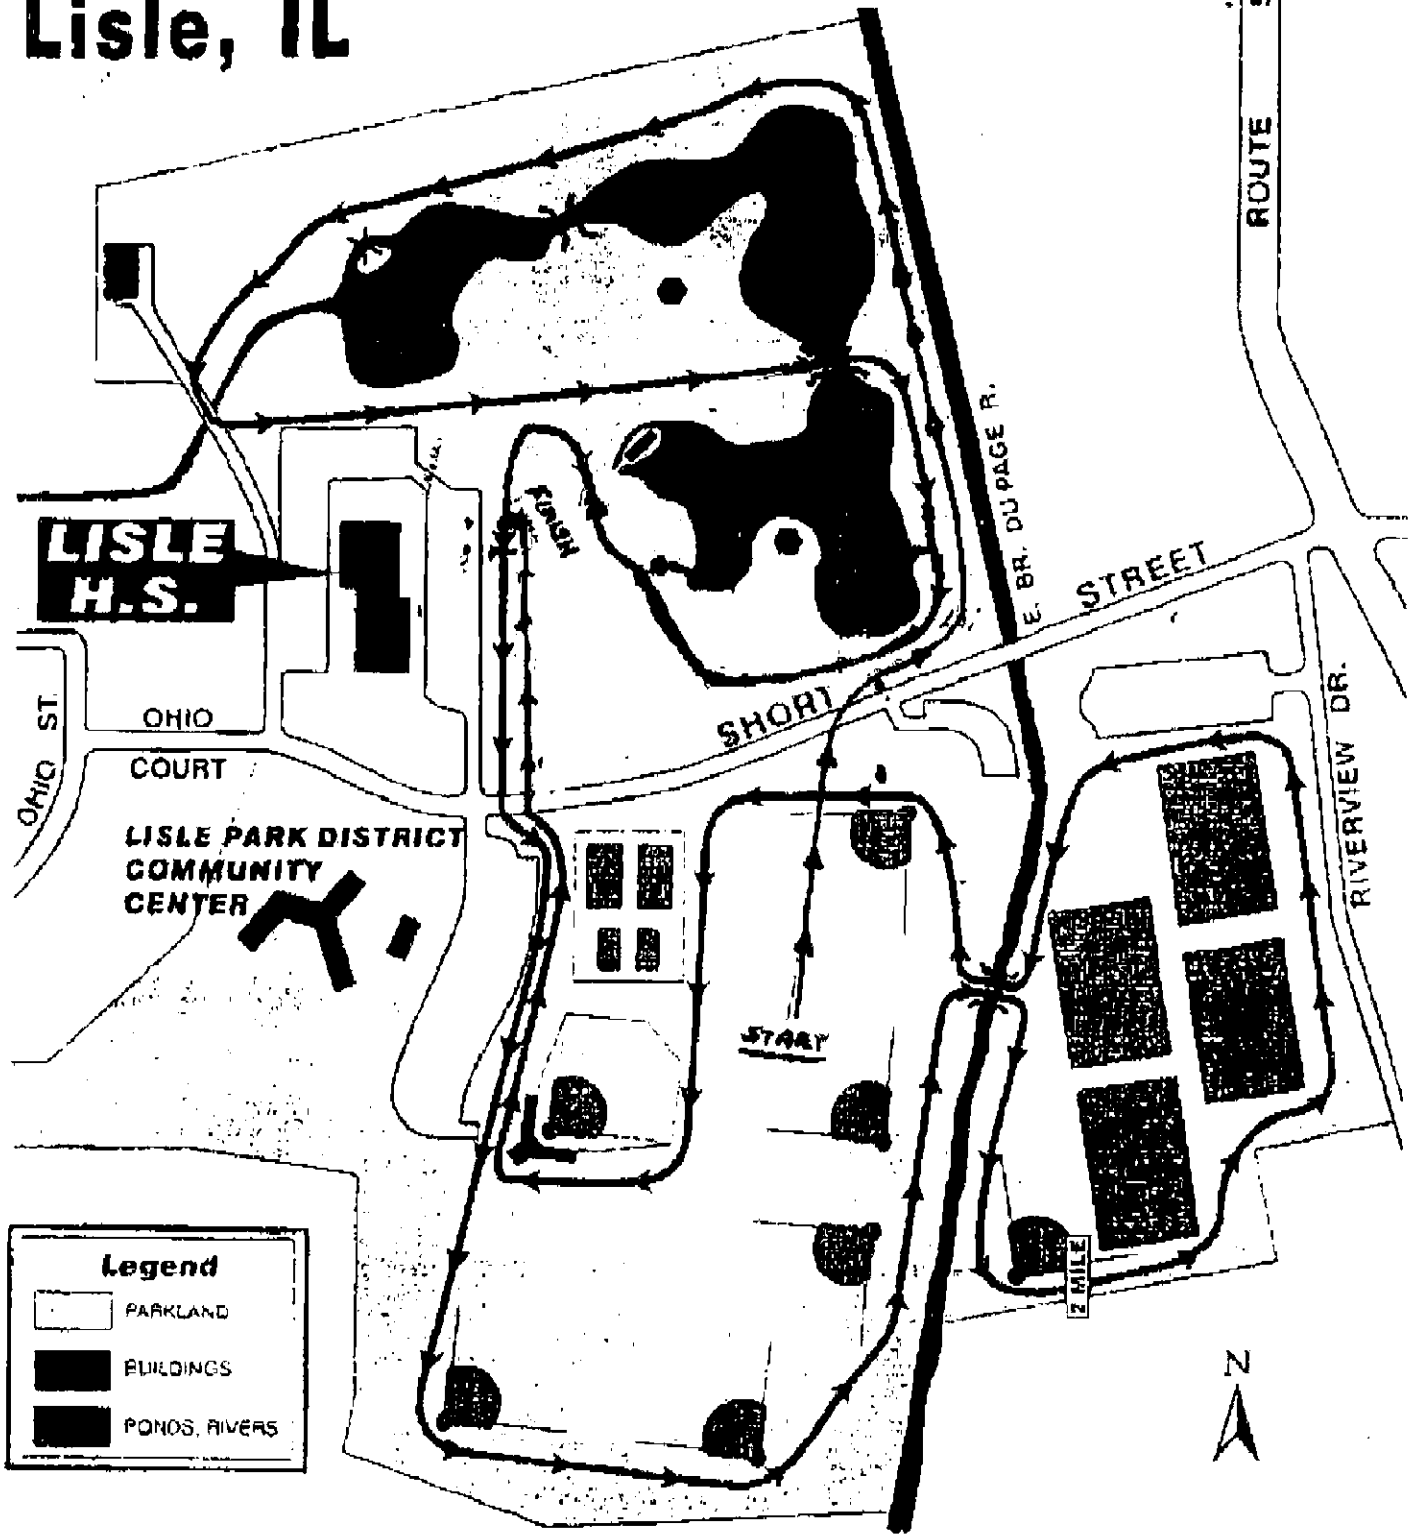 Lisle, IL
ROUTE
E. BR. DU PAGE R.
STREET
SHORT
FINISH
LISLE
H.S.
OHIO ST.
OHIO
COURT
RIVERVIEW DR.
LISLE PARK DISTRICT
COMMUNITY
CENTER
START
2 MILE
Legend
PARKLAND
BUILDINGS
PONDS, RIVERS
N